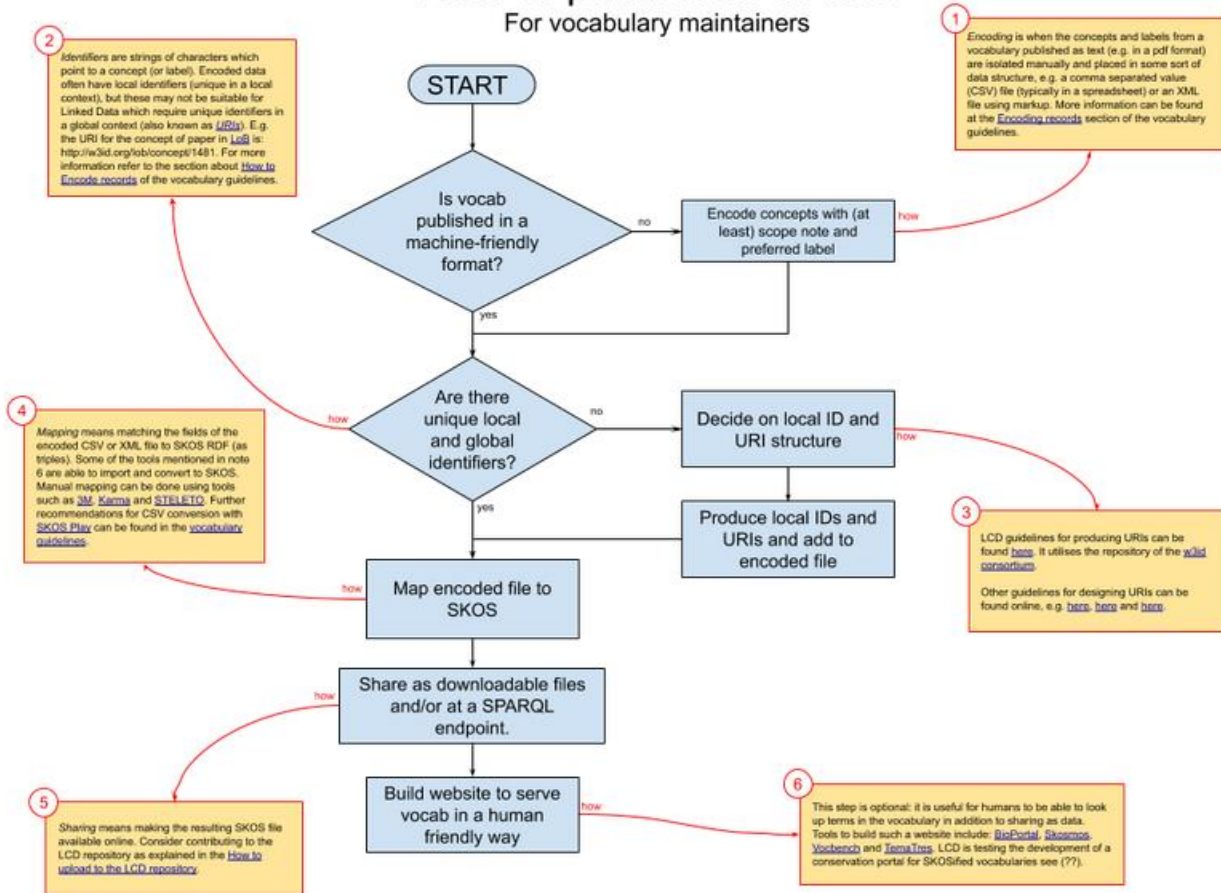 For vocabulary maintainers
2
Identifiers are strings of characters which
point to a concept (or label). Encoded data
often have local identifiers (unique in a local
context), but these may not be suitable for
Linked Data which require unique identifiers in
a global context (also known as URIs). E.g.
the URI for the concept of paper in LoB is:
http://w3id.org/lob/concept/1481. For more
information refer to the section about How to
Encode records of the vocabulary guidelines.
START
1
Encoding is when the concepts and labels from a
vocabulary published as text (e.g. in a pdf format)
are isolated manually and placed in some sort of
data structure, e.g. a comma separated value
(CSV) file (typically in a spreadsheet) or an XML
file using markup. More information can be found
at the Encoding records section of the vocabulary
guidelines.
Is vocab
published in a
machine-friendly
format?
no
Encode concepts with (at
least) scope note and
preferred label
how
yes
how
Are there
unique local
and global
identifiers?
no
Decide on local ID and
URI structure
how
yes
Produce local IDs and
URIs and add to
encoded file
4
Mapping means matching the fields of the
encoded CSV or XML file to SKOS RDF (as
triples). Some of the tools mentioned in note
6 are able to import and convert to SKOS.
Manual mapping can be done using tools
such as 3M, Karma and STELETO. Further
recommendations for CSV conversion with
SKOS Play can be found in the vocabulary
guidelines.
3
LCD guidelines for producing URIs can be
found here. It utilises the repository of the w3id
consortium.
Other guidelines for designing URIs can be
found online, e.g. here, here and here.
how
Map encoded file to
SKOS
how
Share as downloadable files
and/or at a SPARQL
endpoint.
Build website to serve
vocab in a human
friendly way
how
5
Sharing means making the resulting SKOS file
available online. Consider contributing to the
LCD repository as explained in the How to
upload to the LCD repository.
6
This step is optional: it is useful for humans to be able to look
up terms in the vocabulary in addition to sharing as data.
Tools to build such a website include: BioPortal, Skosmos,
Vocbench and TemaTres. LCD is testing the development of a
conservation portal for SKOSified vocabularies see (??).